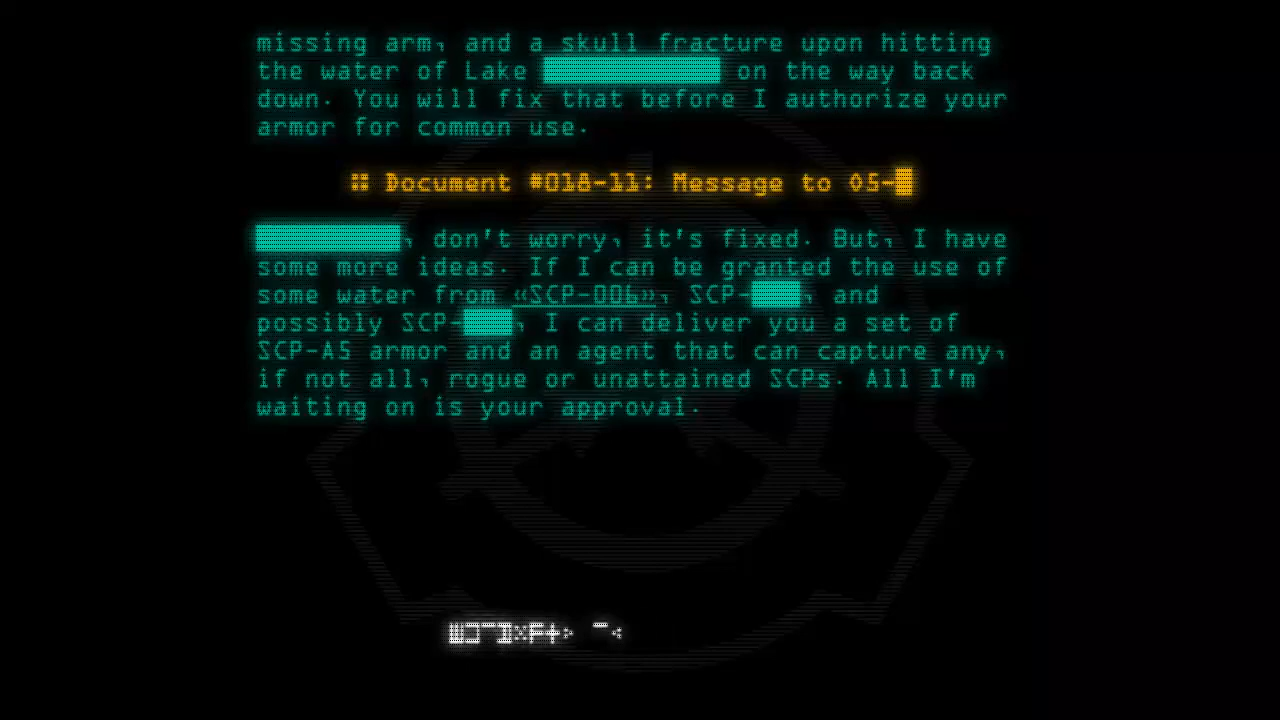 missing arm, and a skull fracture upon hitting
the water of Lake ███████████ on the way back
down. You will fix that before I authorize your
armor for common use.
:: Document #018-11: Message to O5-█
█████████, don't worry, it's fixed. But, I have
some more ideas. If I can be granted the use of
some water from «SCP-006», SCP-███, and
possibly SCP-███, I can deliver you a set of
SCP-A5 armor and an agent that can capture any,
if not all, rogue or unattained SCPs. All I'm
waiting on is your approval.